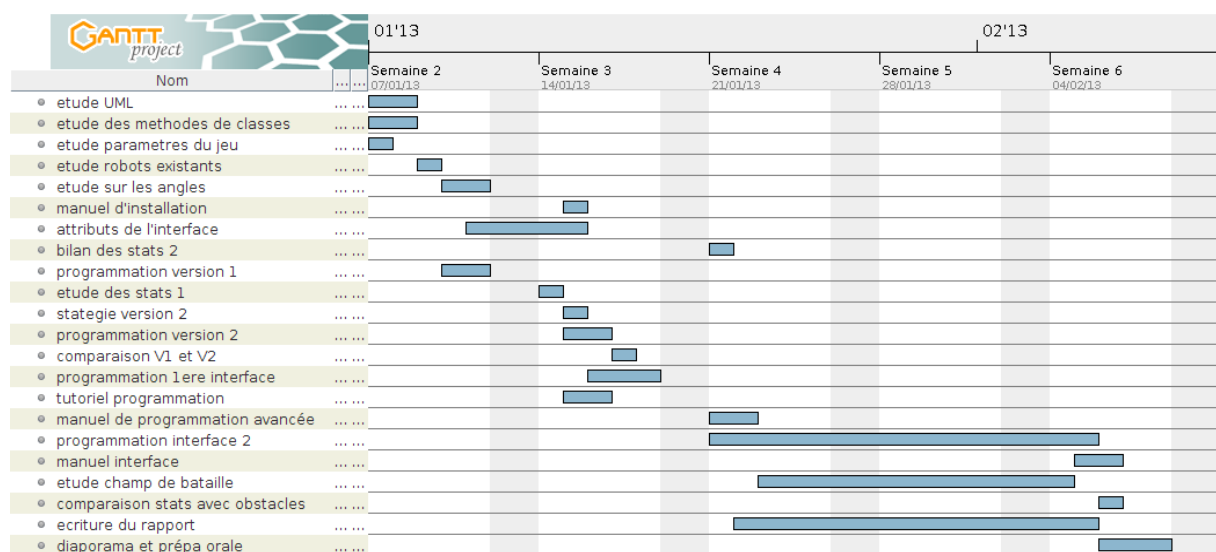 GANTT
project
01'13
02'13
Nom
... ...
Semaine 2
Semaine 3
Semaine 4
Semaine 5
Semaine 6
07/01/13
14/01/13
21/01/13
28/01/13
04/02/13
etude UML ... ...
etude des methodes de classes ... ...
etude parametres du jeu ... ...
etude robots existants ... ...
etude sur les angles ... ...
manuel d'installation ... ...
attributs de l'interface ... ...
bilan des stats 2 ... ...
programmation version 1 ... ...
etude des stats 1 ... ...
stategie version 2 ... ...
programmation version 2 ... ...
comparaison V1 et V2 ... ...
programmation 1ere interface ... ...
tutoriel programmation ... ...
manuel de programmation avancée ... ...
programmation interface 2 ... ...
manuel interface ... ...
etude champ de bataille ... ...
comparaison stats avec obstacles ... ...
ecriture du rapport ... ...
diaporama et prépa orale ... ...